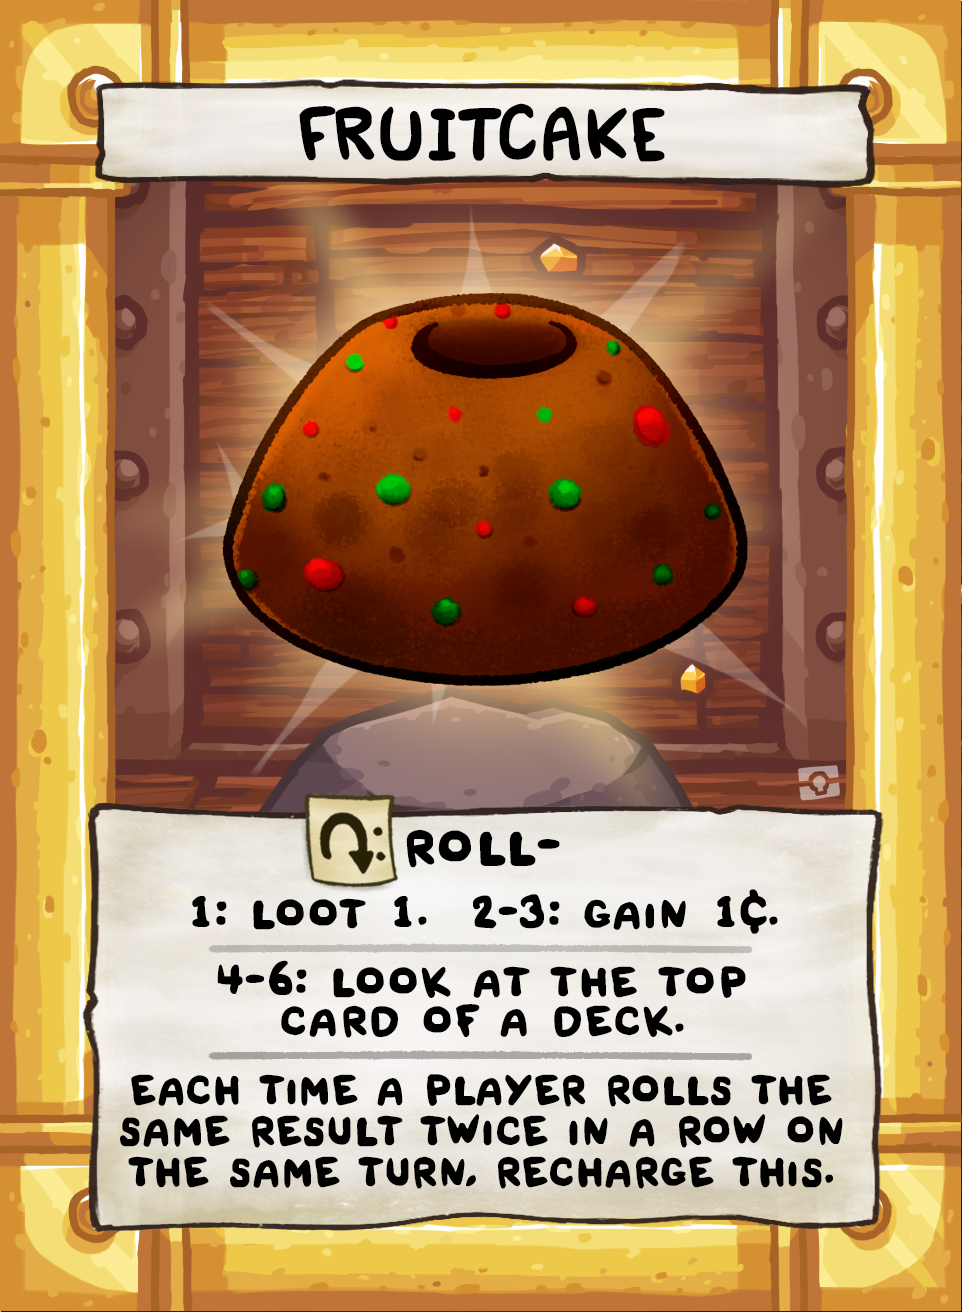 FRUITCAKE
ROLL-
1: LOOT 1. 2-3: GAIN 1¢.
4-6: LOOK AT THE TOP
CARD OF A DECK.
EACH TIME A PLAYER ROLLS THE
SAME RESULT TWICE IN A ROW ON
THE SAME TURN, RECHARGE THIS.